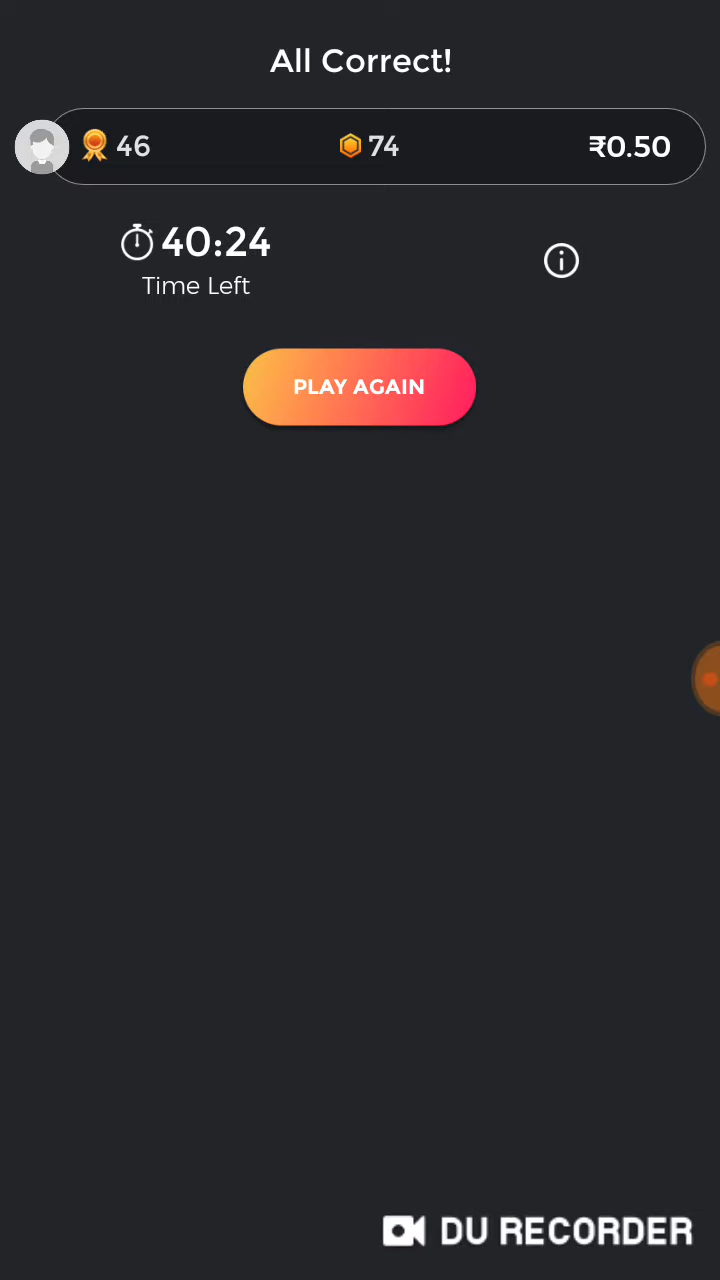 All Correct!
46 74 ₹0.50
40:24
Time Left
PLAY AGAIN
DU RECORDER